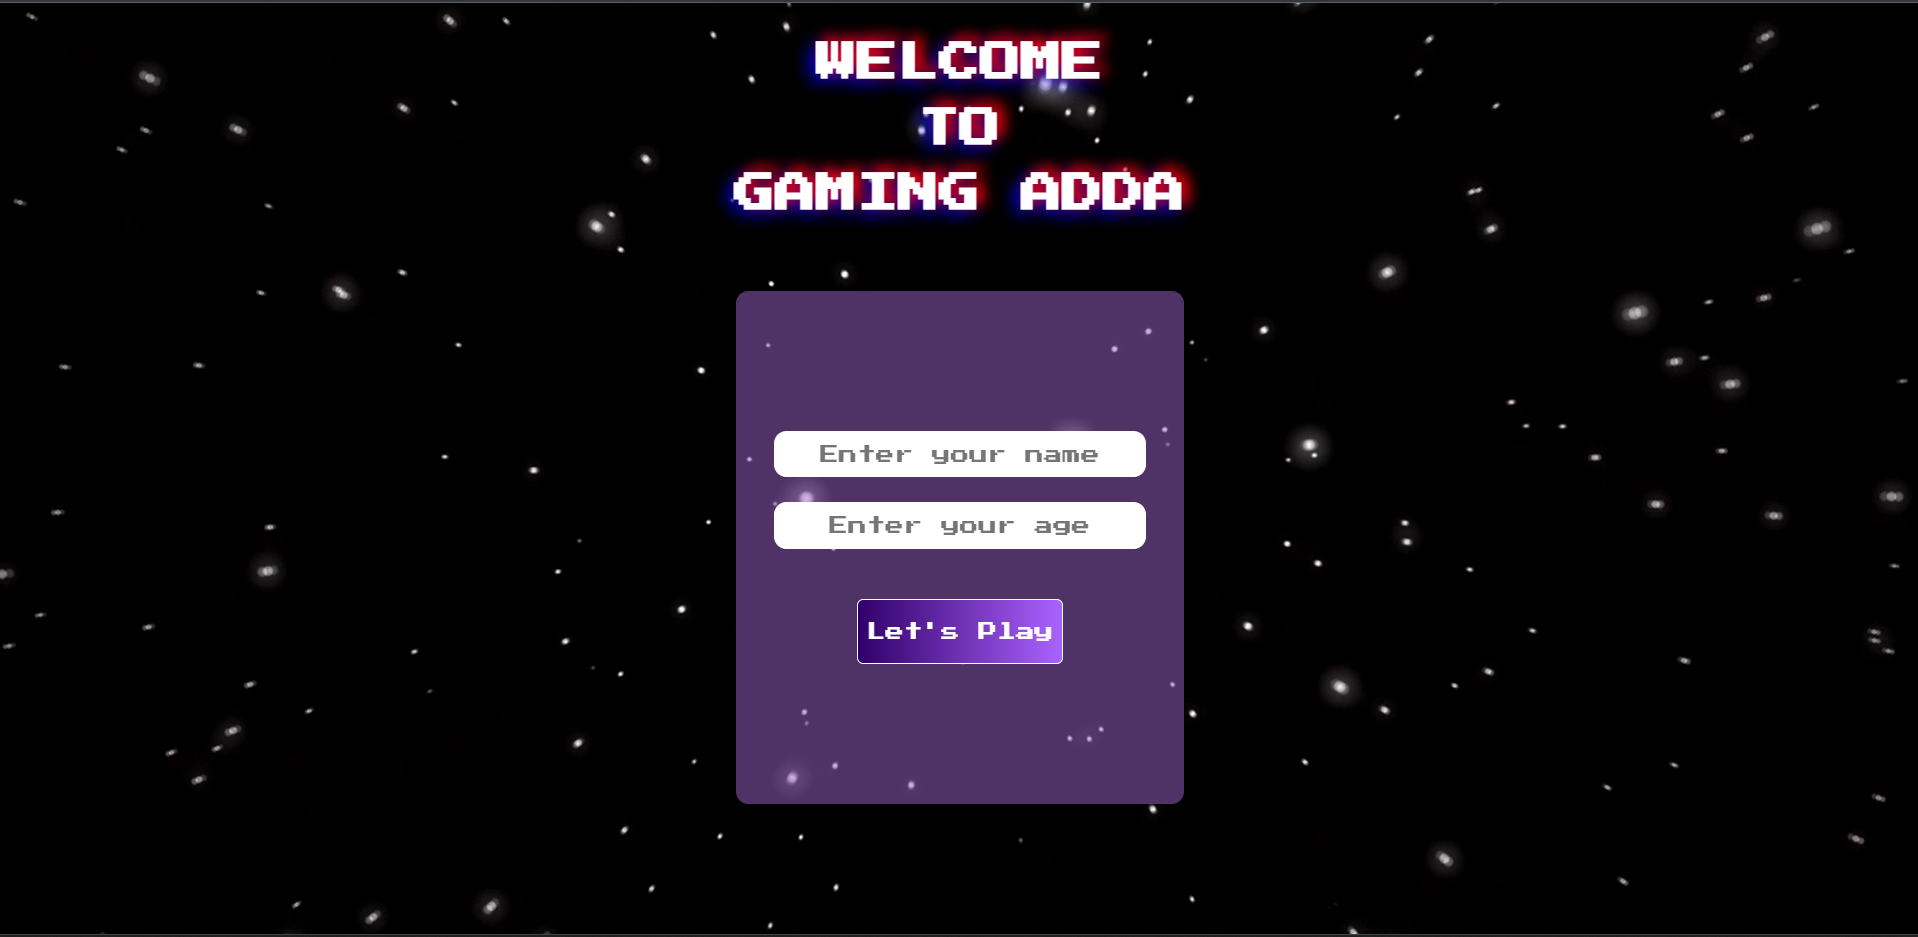 WELCOME
TO
GAMING ADDA
Enter your name
Enter your age
Let's Play